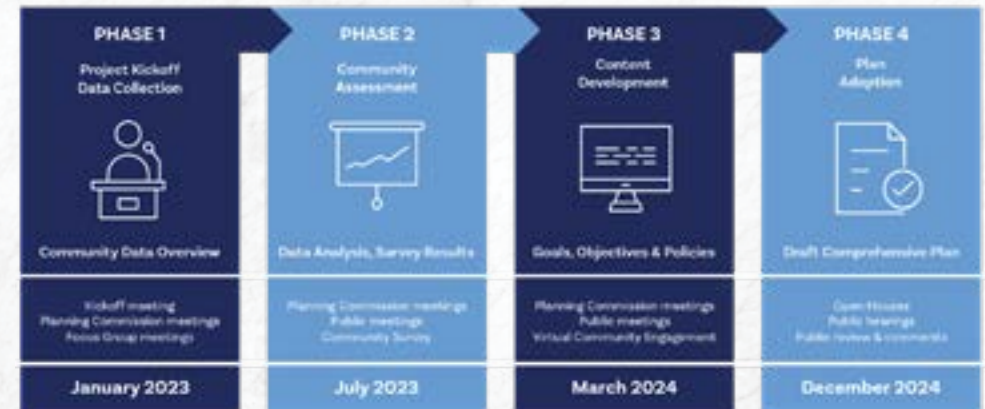 PHASE 1
Project Kickoff
Data Collection
Community Data Overview
Kickoff meeting
Planning Commission meetings
Focus Group meetings
January 2023
PHASE 2
Community
Assessment
Data Analysis, Survey Results
Planning Commission meetings
Public meetings
Community Survey
July 2023
PHASE 3
Content
Development
Goals, Objectives & Policies
Planning Commission meetings
Public meetings
Virtual Community Engagement
March 2024
PHASE 4
Plan
Adoption
Draft Comprehensive Plan
Open Houses
Public hearings
Public review & comments
December 2024